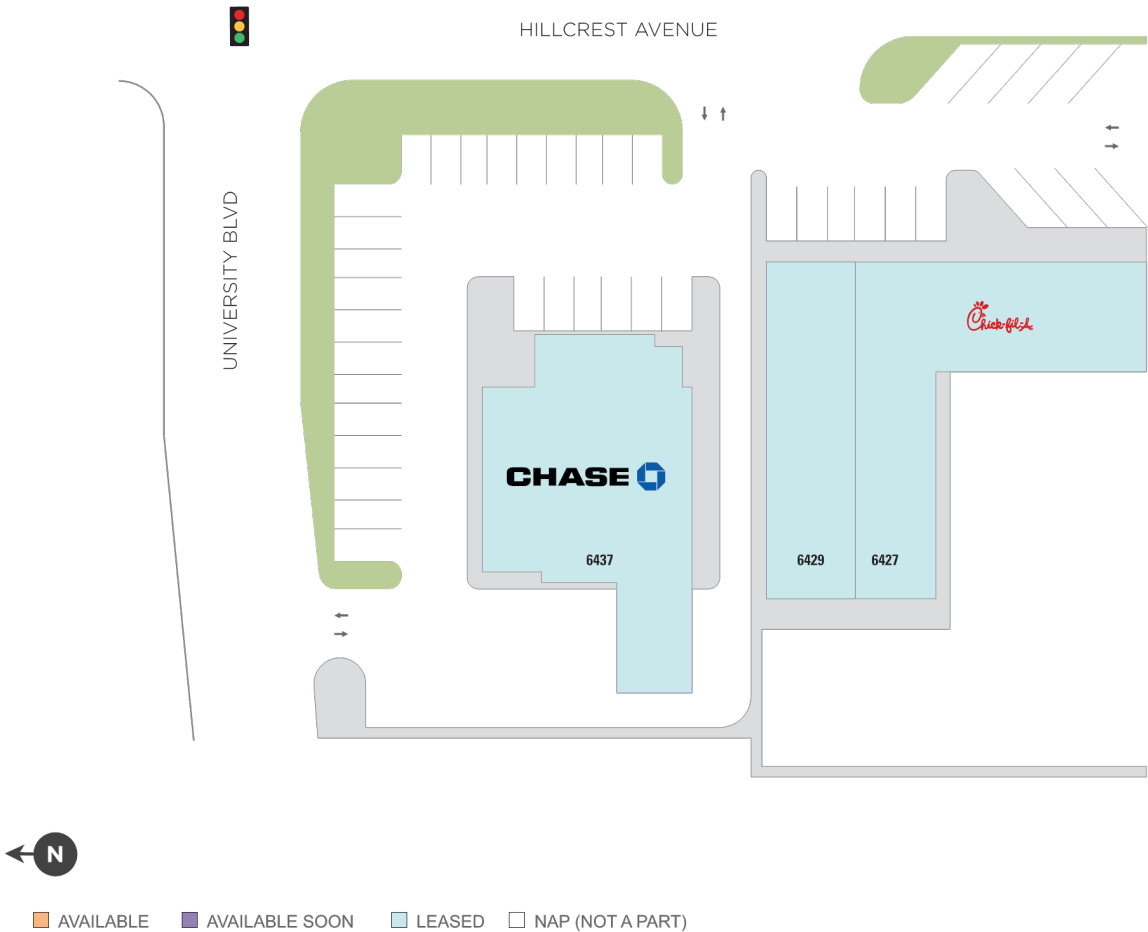 HILLCREST AVENUE
UNIVERSITY BLVD
Chick-fil-A
CHASE
6437
6429
6427
N
AVAILABLE
AVAILABLE SOON
LEASED
NAP (NOT A PART)